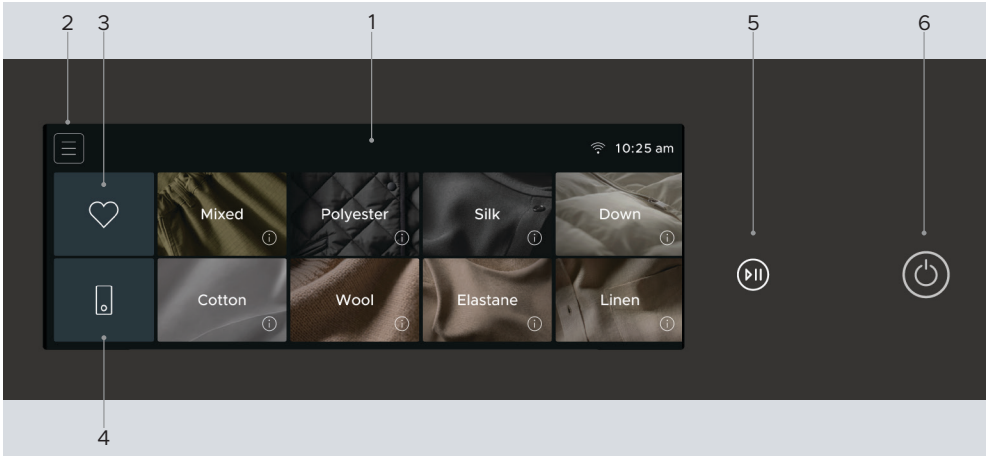 2 3 1 5 6
10:25 am
Mixed Polyester Silk Down
Cotton Wool Elastane Linen
4